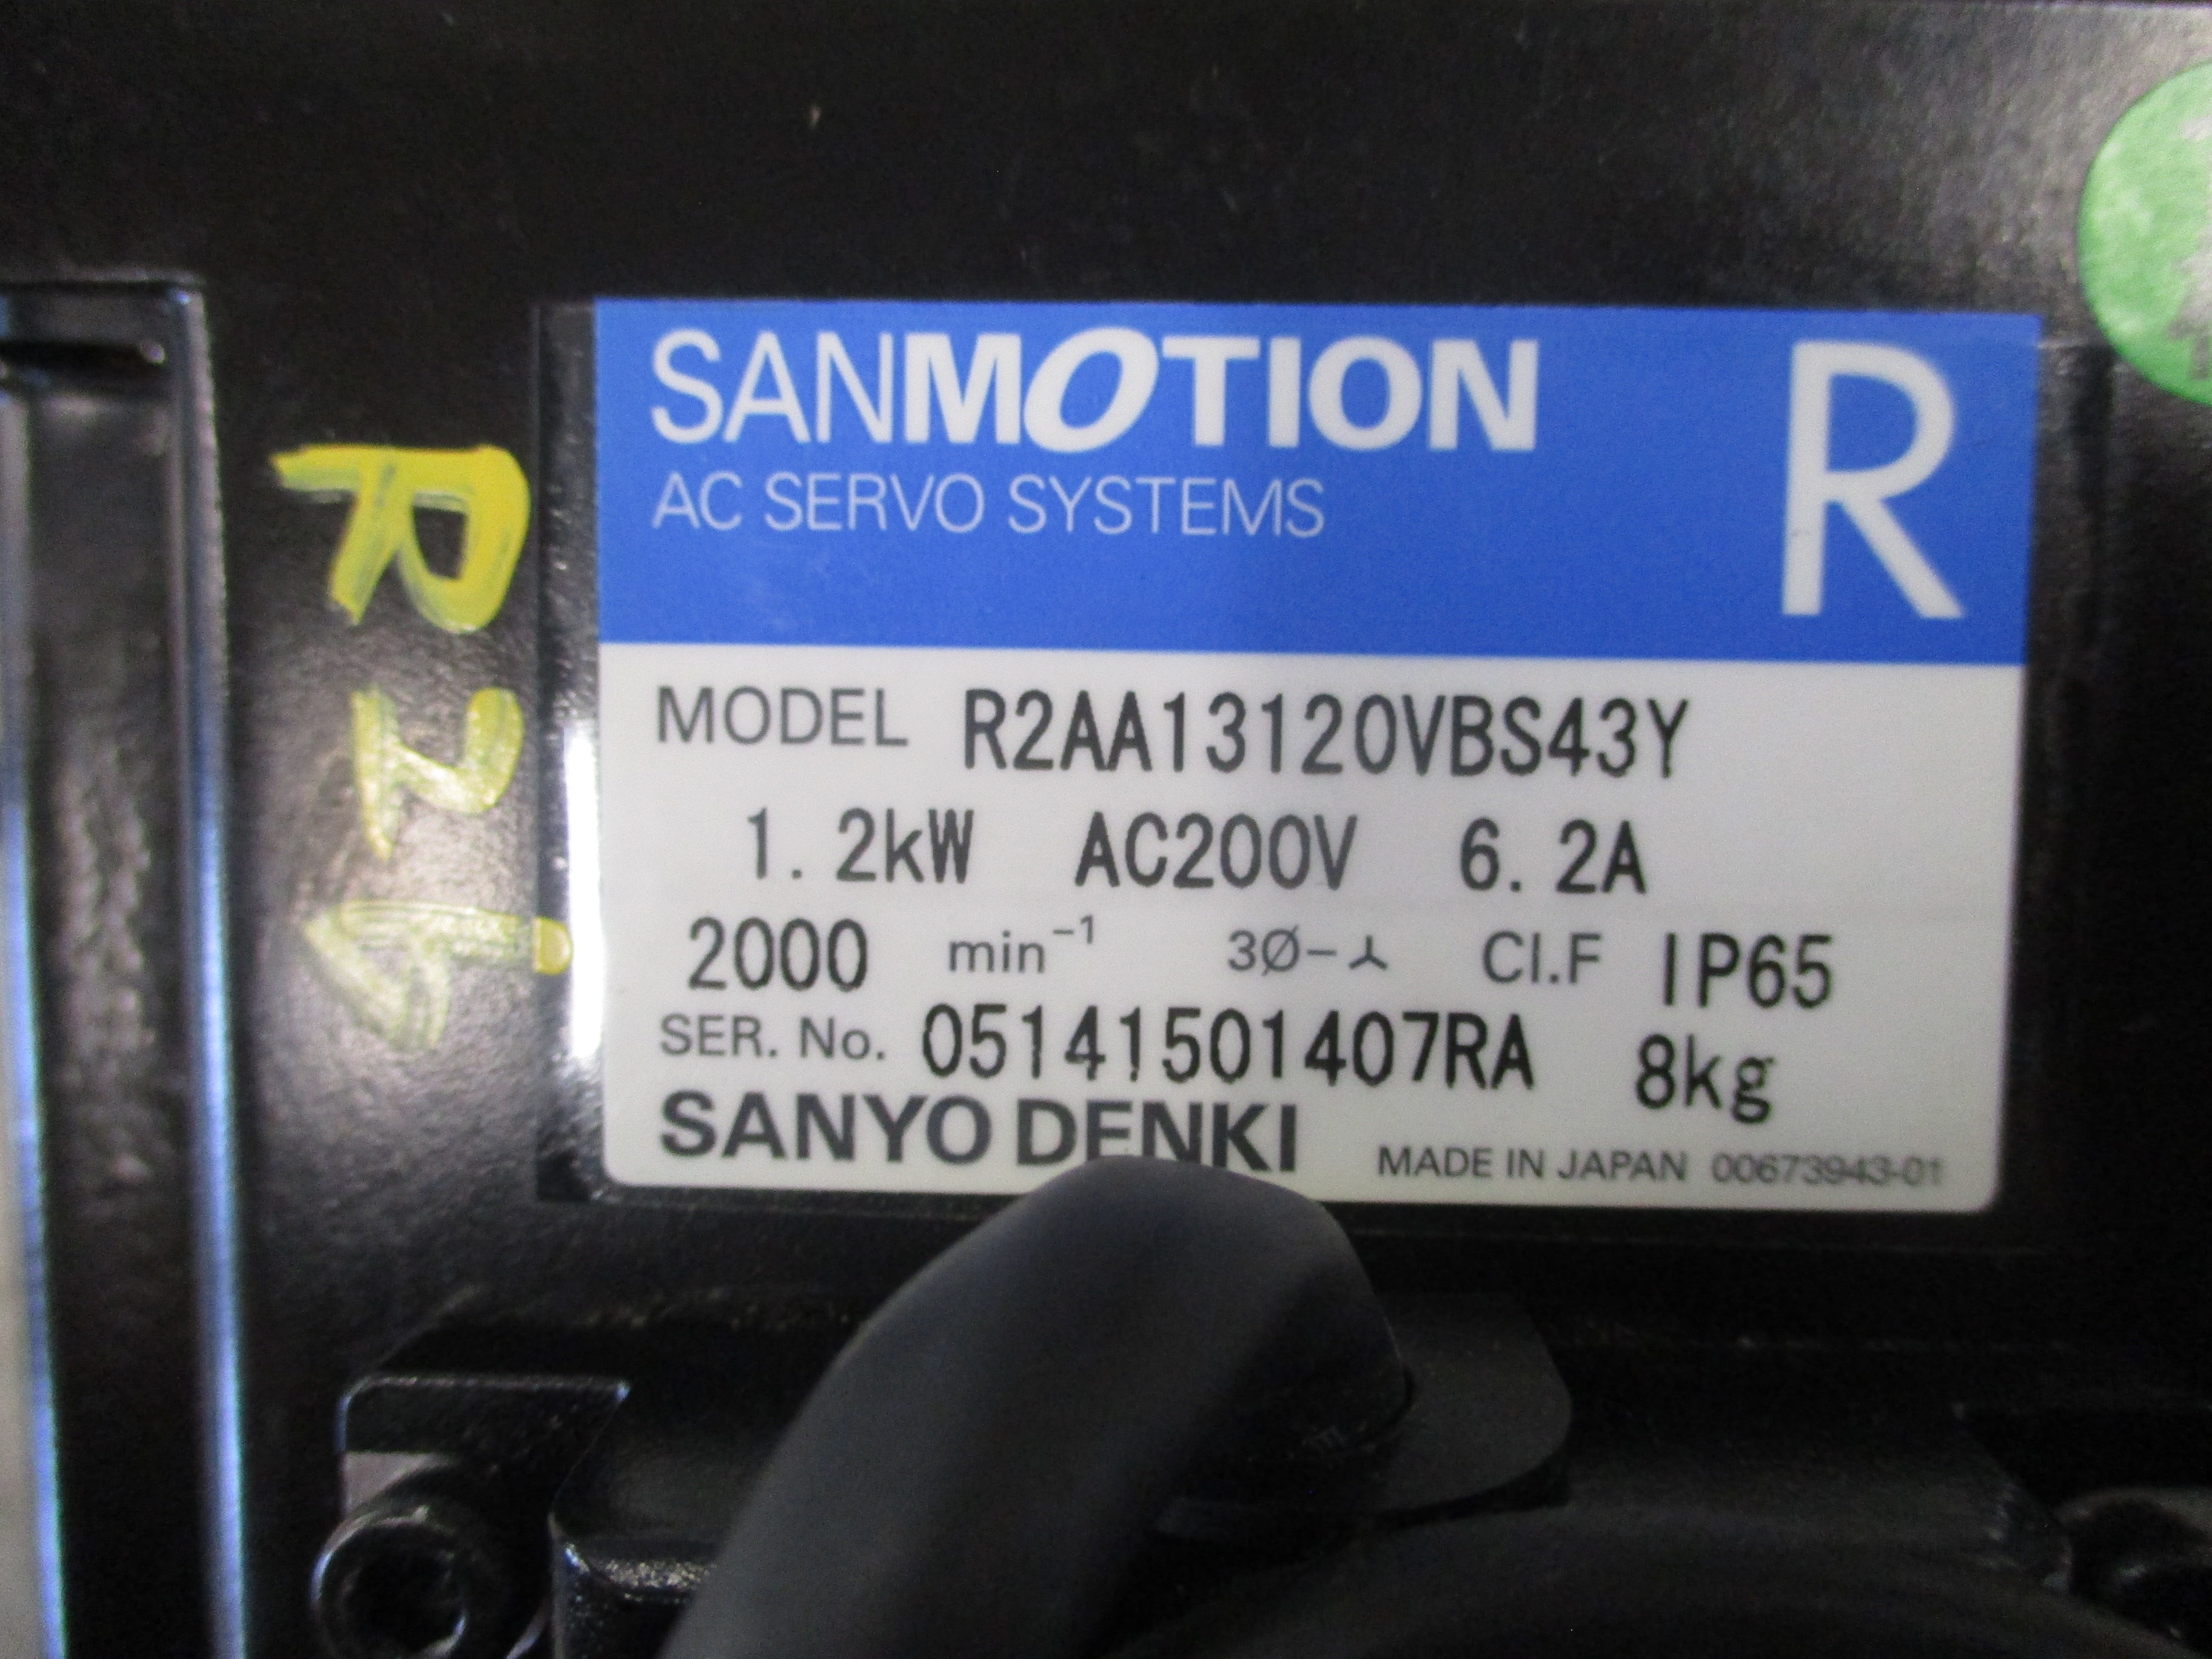 SANMOTION R
AC SERVO SYSTEMS
MODEL R2AA13120VBS43Y
1.2kW AC200V 6.2A
2000 min⁻¹ 3Ø-⅄ CI.F IP65
SER. No. 05141501407RA 8kg
SANYO DENKI MADE IN JAPAN 00673943-01